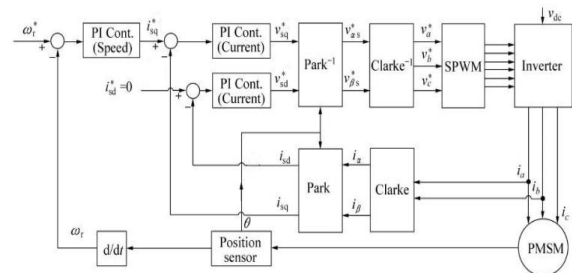 ω*r
PI Cont.
(Speed)
i*sq
PI Cont.
(Current)
v*sq
v*αs
v*a
vdc
i*sd=0
PI Cont.
(Current)
v*sd
Park⁻¹
v*βs
Clarke⁻¹
v*b
v*c
SPWM
Inverter
isd
Park
iα
Clarke
ia
ib
isq
iβ
ic
θ
ωr
d/dt
Position
sensor
PMSM